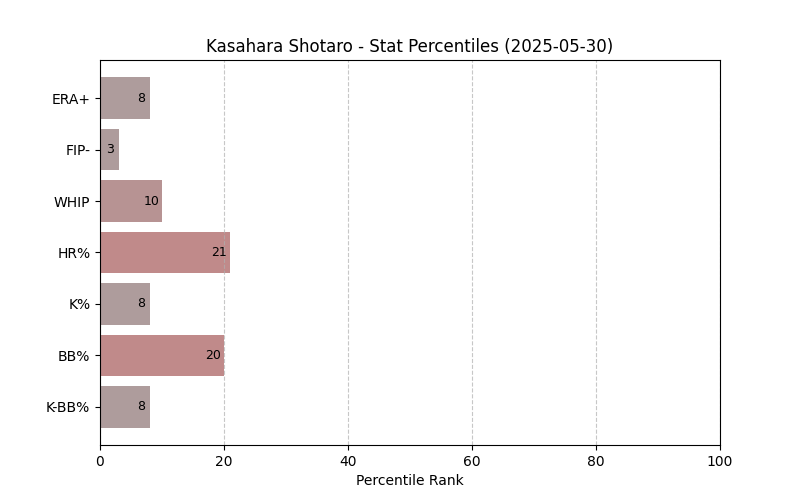 Kasahara Shotaro - Stat Percentiles (2025-05-30)
ERA+ 8
FIP- 3
WHIP 10
HR% 21
K% 8
BB% 20
K-BB% 8
0 20 40 60 80 100
Percentile Rank